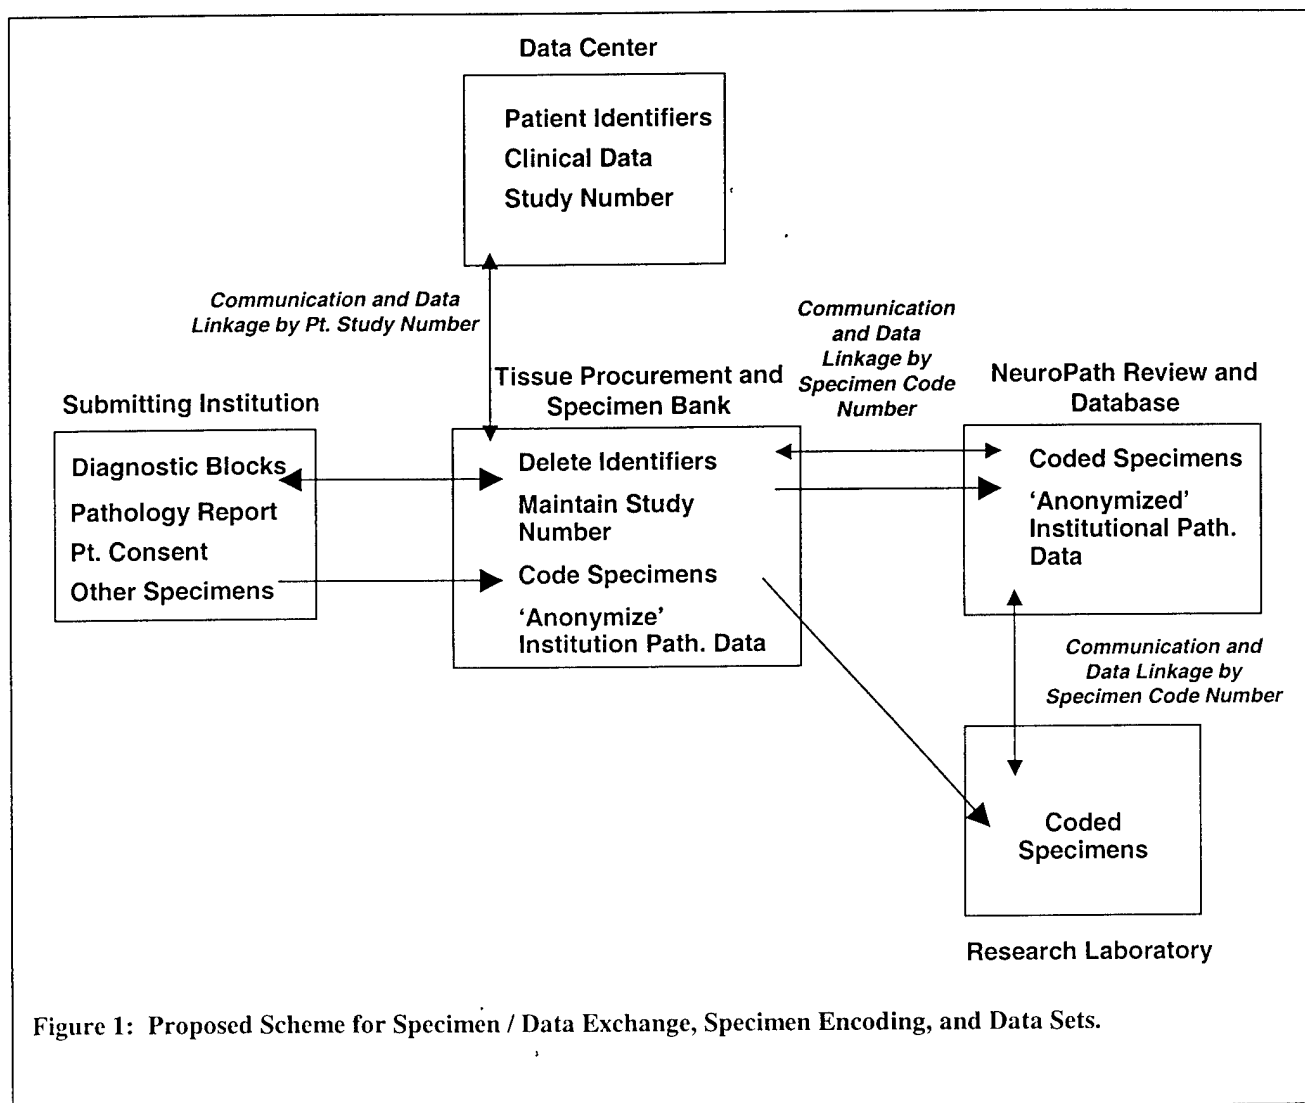 Data Center
Patient Identifiers
Clinical Data
Study Number
Communication and Data
Linkage by Pt. Study Number
Communication
and Data
Linkage by
Specimen Code
Number
Submitting Institution
Diagnostic Blocks
Pathology Report
Pt. Consent
Other Specimens
Tissue Procurement and
Specimen Bank
Delete Identifiers
Maintain Study
Number
Code Specimens
‘Anonymize’
Institution Path. Data
NeuroPath Review and
Database
Coded Specimens
‘Anonymized’
Institutional Path.
Data
Communication and
Data Linkage by
Specimen Code Number
Coded
Specimens
Research Laboratory
Figure 1: Proposed Scheme for Specimen / Data Exchange, Specimen Encoding, and Data Sets.